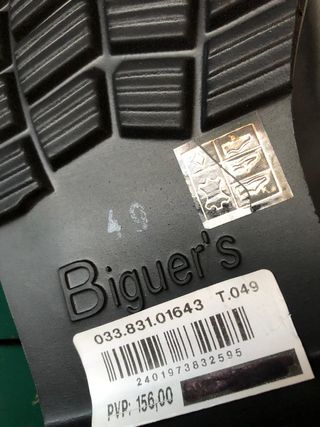 49
Biguer's
033.831.01643 T.049
2401973832595
PVP: 156,00